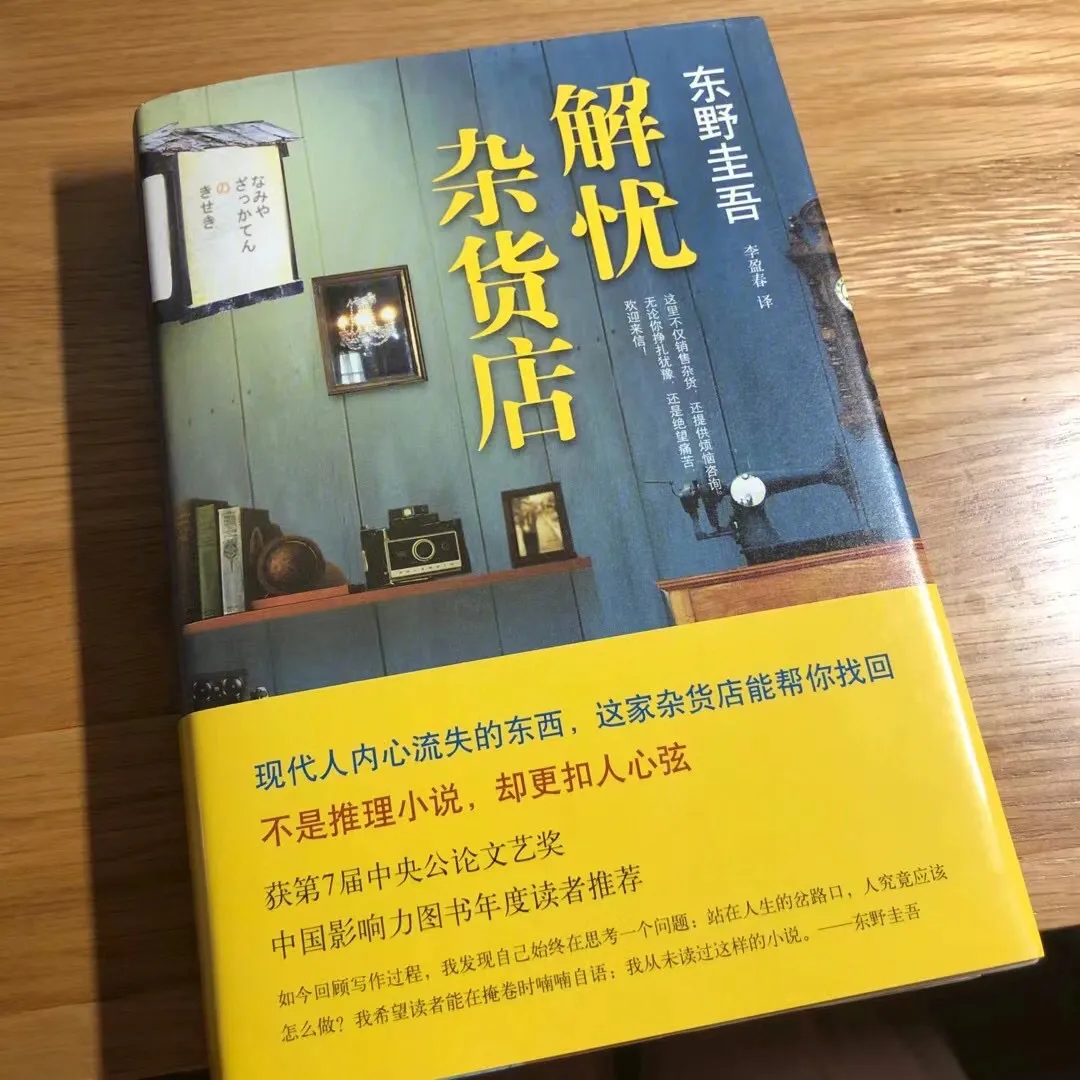 东野圭吾
解忧
杂货店
李盈春 译
这里不仅销售杂货，还提供烦恼咨询。
无论你挣扎犹豫，还是绝望痛苦，
欢迎来信！
なみや
ざっかてん
の
きせき
现代人内心流失的东西，这家杂货店能帮你找回
不是推理小说，却更扣人心弦
获第7届中央公论文艺奖
中国影响力图书年度读者推荐
如今回顾写作过程，我发现自己始终在思考一个问题：站在人生的岔路口，人究竟应该
怎么做？我希望读者能在掩卷时喃喃自语：我从未读过这样的小说。——东野圭吾